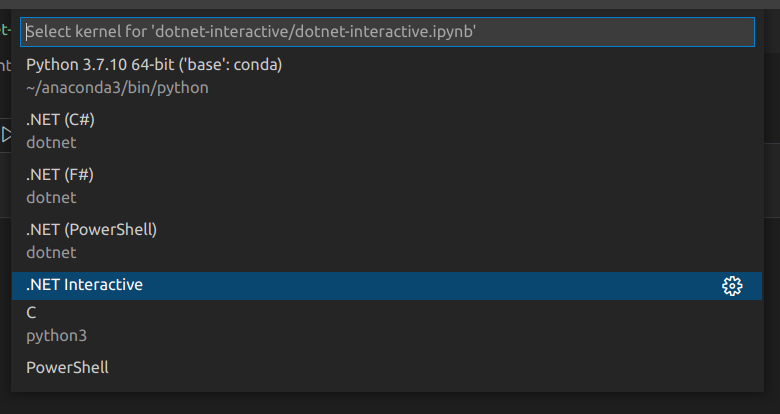 Select kernel for 'dotnet-interactive/dotnet-interactive.ipynb'
Python 3.7.10 64-bit ('base': conda)
~/anaconda3/bin/python
.NET (C#)
dotnet
.NET (F#)
dotnet
.NET (PowerShell)
dotnet
.NET Interactive
C
python3
PowerShell